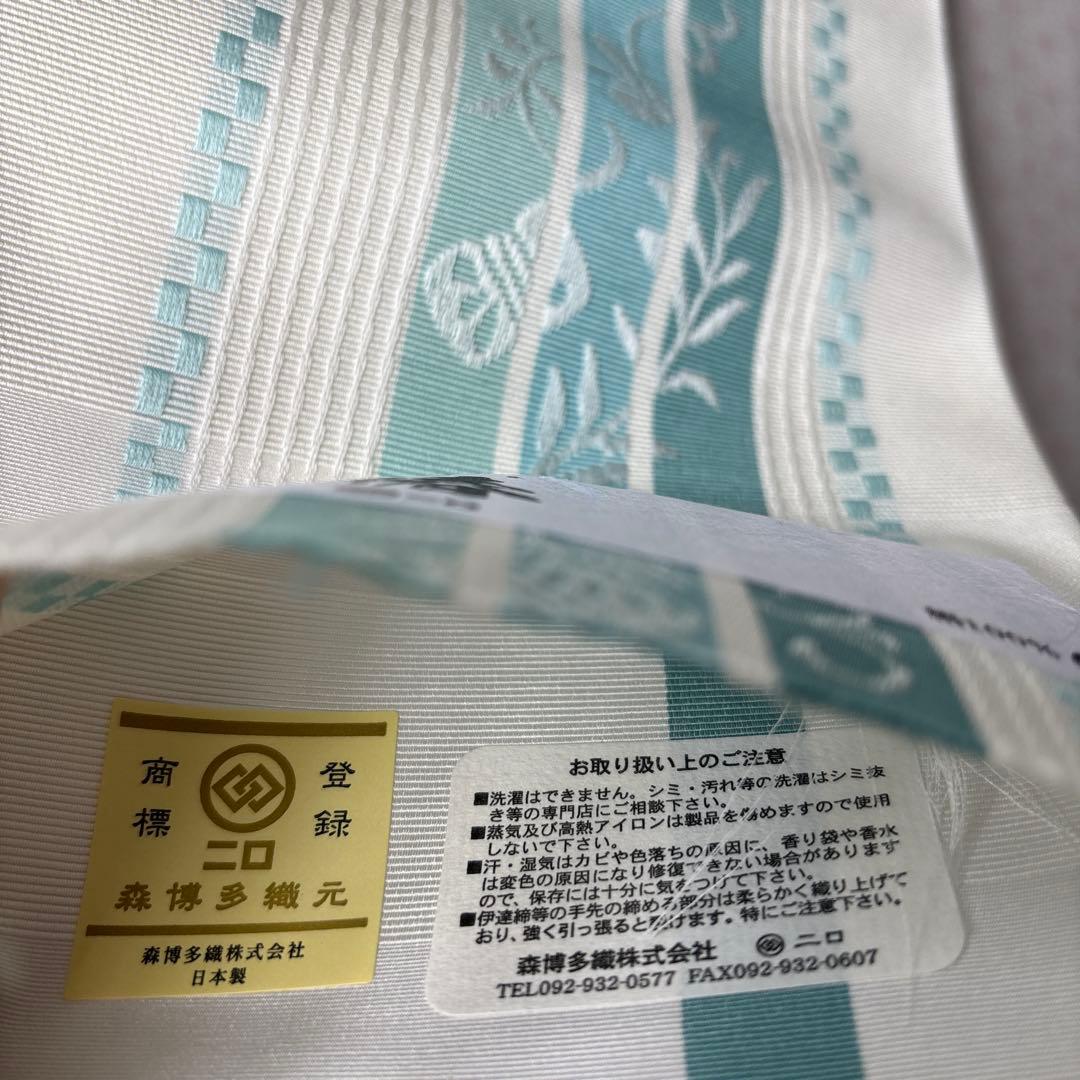 登録
商標
二口
森博多織元
森博多織株式会社
日本製
お取り扱い上のご注意
■洗濯はできません。シミ・汚れ等の洗濯はシミ抜
き等の専門店にご相談下さい。
■蒸気及び高熱アイロンは製品を傷めますので使用
しないで下さい。
■汗・湿気はカビや色落ちの原因に、香り袋や香水
は変色の原因になり修復できない場合があります
ので、保存には十分に気をつけて下さい。
■伊達締等の手先の締める部分は柔らかく織り上げて
おり、強く引っ張ると裂けます。特にご注意下さい。
森博多織株式会社 二口
TEL092-932-0577 FAX092-932-0607